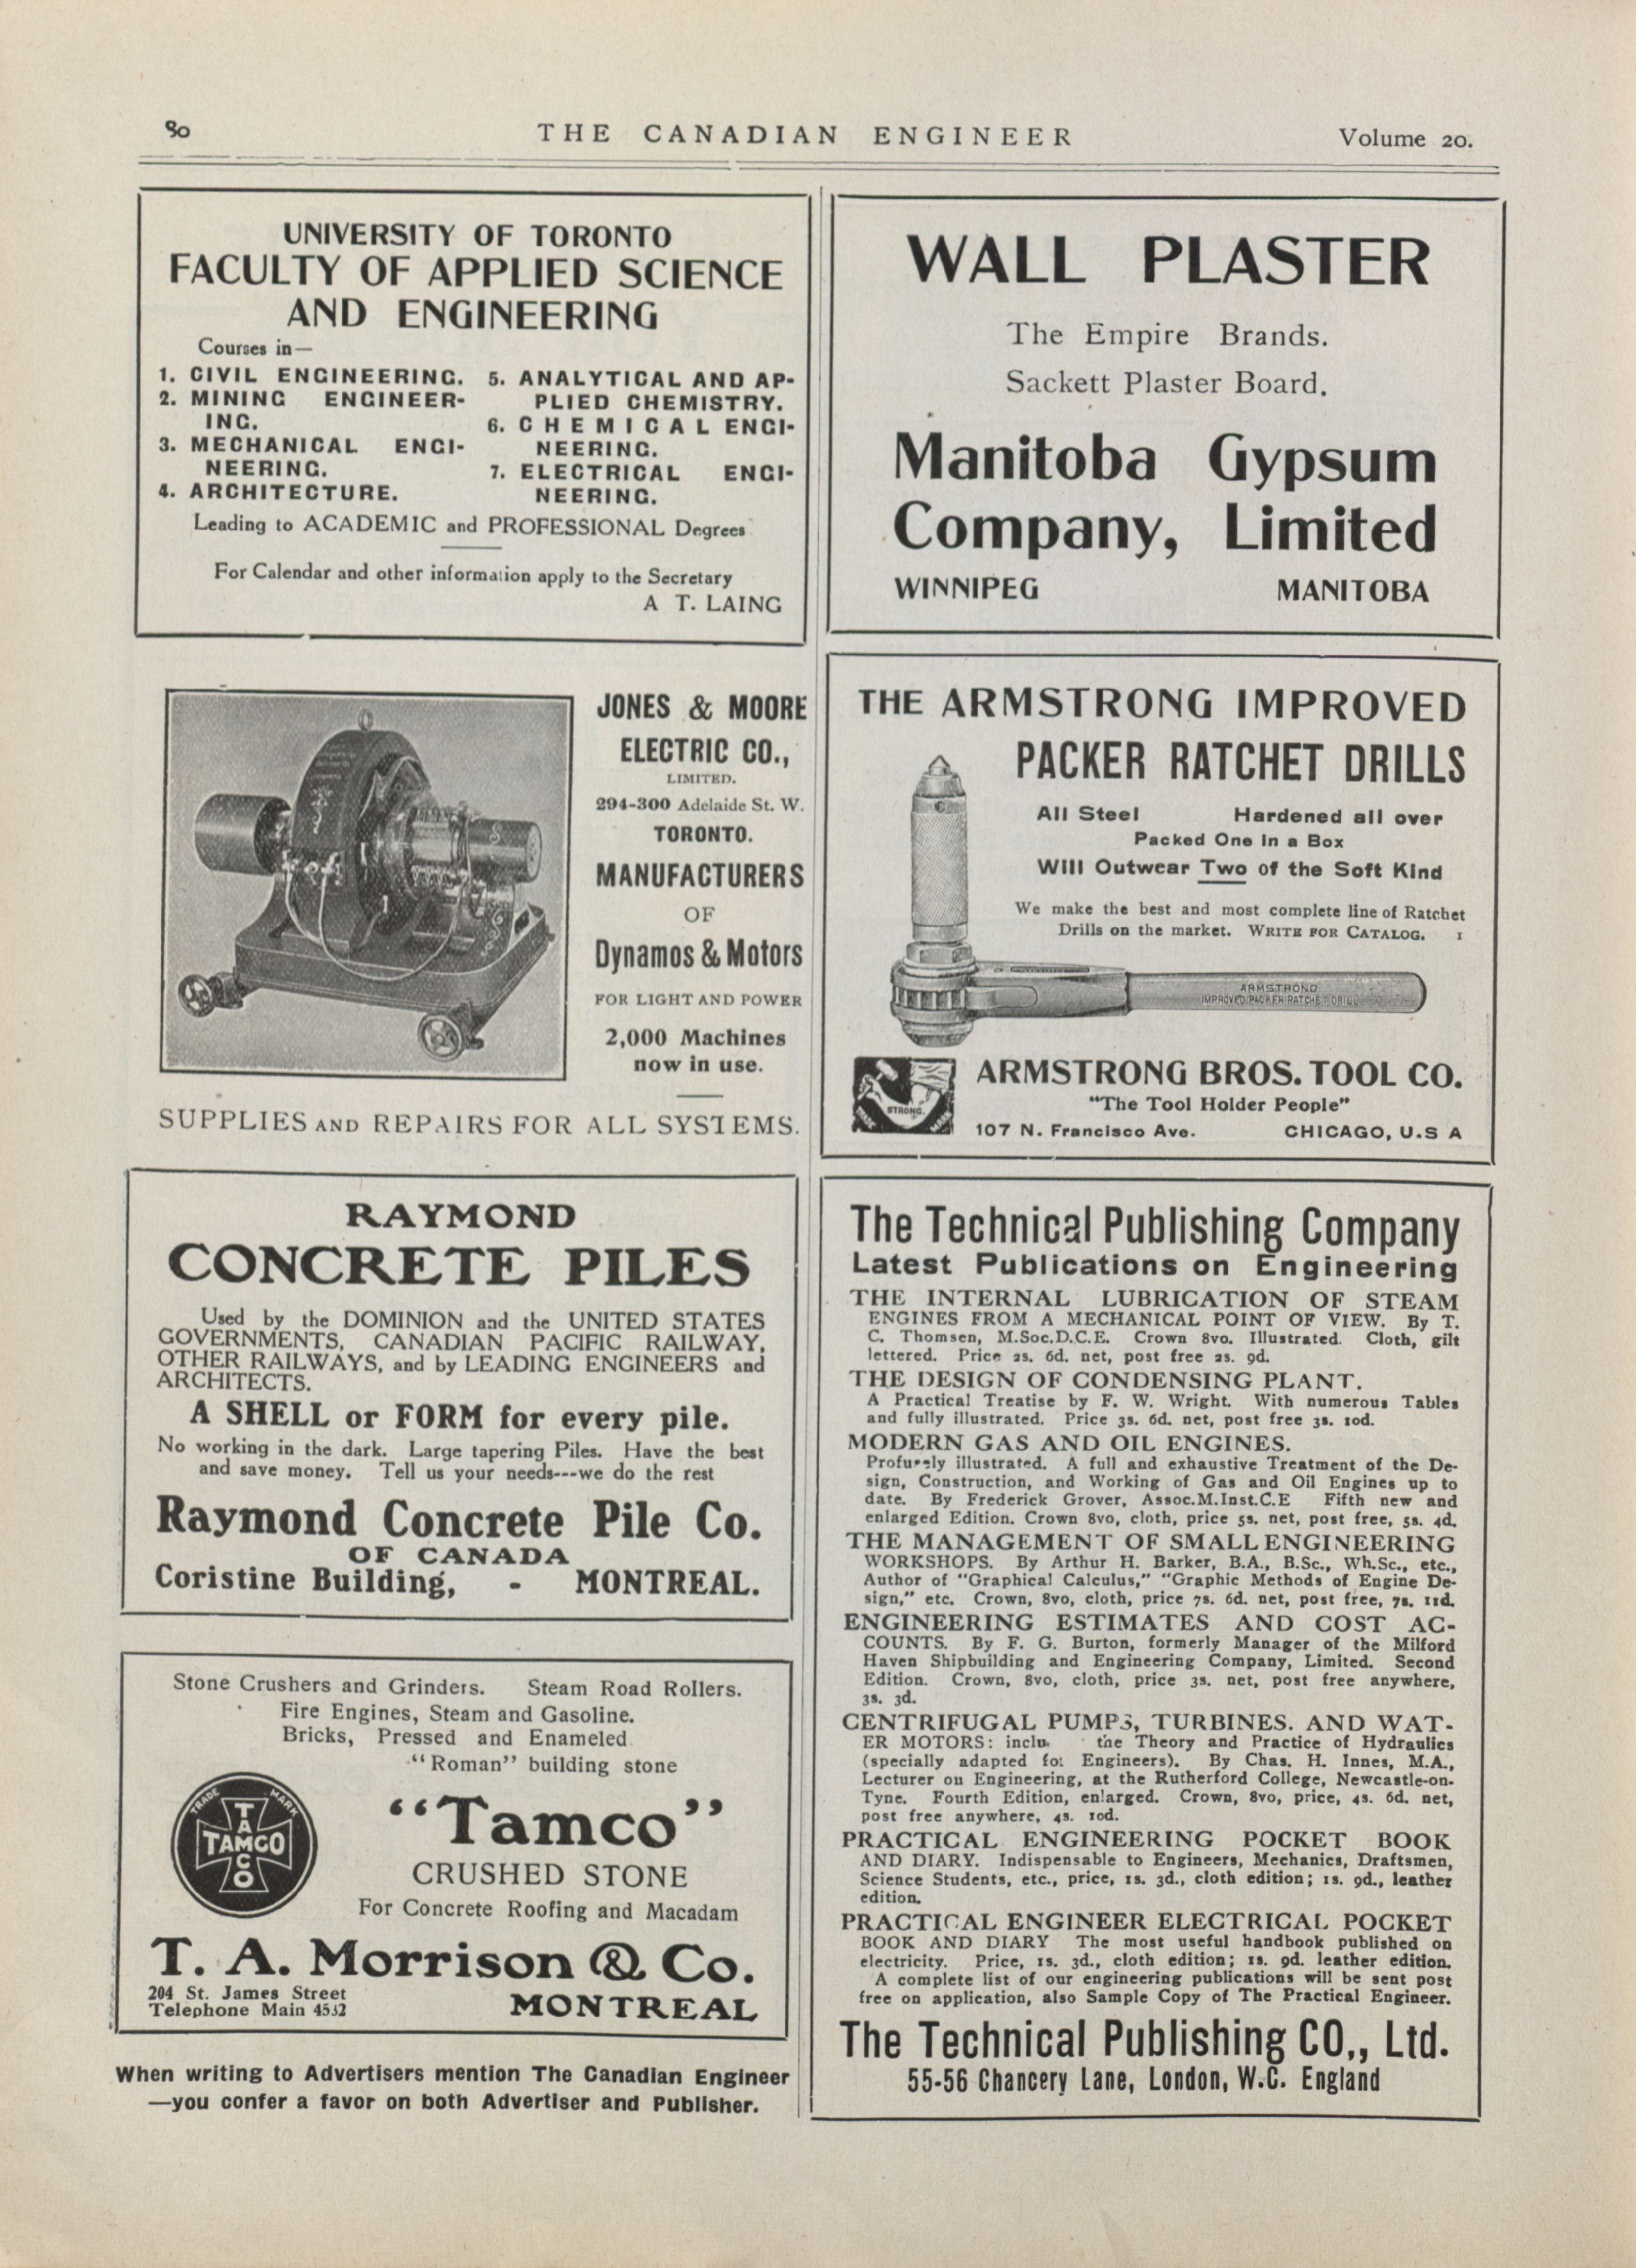 80
THE CANADIAN ENGINEER
Volume 20.
UNIVERSITY OF TORONTO
FACULTY OF APPLIED SCIENCE
AND ENGINEERING
Courses in—
1. CIVIL ENGINEERING.
2. MINING ENGINEER-
ING.
3. MECHANICAL ENGI-
NEERING.
4. ARCHITECTURE.
5. ANALYTICAL AND AP-
PLIED CHEMISTRY.
6. CHEMICAL ENGI-
NEERING.
7. ELECTRICAL ENGI-
NEERING.
Leading to ACADEMIC and PROFESSIONAL Degrees
For Calendar and other information apply to the Secretary
A T. LAING
WALL PLASTER
The Empire Brands.
Sackett Plaster Board.
Manitoba Gypsum
Company, Limited
WINNIPEG MANITOBA
JONES & MOORE
ELECTRIC CO.,
LIMITED.
294-300 Adelaide St. W.
TORONTO.
MANUFACTURERS
OF
Dynamos & Motors
FOR LIGHT AND POWER
2,000 Machines
now in use.
SUPPLIES AND REPAIRS FOR ALL SYSTEMS.
THE ARMSTRONG IMPROVED
PACKER RATCHET DRILLS
All Steel Hardened all over
Packed One in a Box
Will Outwear Two of the Soft Kind
We make the best and most complete line of Ratchet
Drills on the market. WRITE FOR CATALOG. 1
ARMSTRONG
IMPROVED PACKER RATCHET DRILL
STRONG.
ARMSTRONG BROS. TOOL CO.
"The Tool Holder People"
107 N. Francisco Ave. CHICAGO, U.S A
RAYMOND
CONCRETE PILES
Used by the DOMINION and the UNITED STATES
GOVERNMENTS, CANADIAN PACIFIC RAILWAY,
OTHER RAILWAYS, and by LEADING ENGINEERS and
ARCHITECTS.
A SHELL or FORM for every pile.
No working in the dark. Large tapering Piles. Have the best
and save money. Tell us your needs---we do the rest
Raymond Concrete Pile Co.
OF CANADA
Coristine Building, - MONTREAL.
Stone Crushers and Grinders. Steam Road Rollers.
Fire Engines, Steam and Gasoline.
Bricks, Pressed and Enameled
"Roman" building stone
TRADE MARK
TAMCO
TAMCO
"Tamco"
CRUSHED STONE
For Concrete Roofing and Macadam
T. A. Morrison & Co.
204 St. James Street
Telephone Main 4532
MONTREAL
When writing to Advertisers mention The Canadian Engineer
—you confer a favor on both Advertiser and Publisher.
The Technical Publishing Company
Latest Publications on Engineering
THE INTERNAL LUBRICATION OF STEAM
ENGINES FROM A MECHANICAL POINT OF VIEW. By T.
C. Thomsen, M.Soc.D.C.E. Crown 8vo. Illustrated. Cloth, gilt
lettered. Price 2s. 6d. net, post free 2s. 9d.
THE DESIGN OF CONDENSING PLANT.
A Practical Treatise by F. W. Wright. With numerous Tables
and fully illustrated. Price 3s. 6d. net, post free 3s. 10d.
MODERN GAS AND OIL ENGINES.
Profusely illustrated. A full and exhaustive Treatment of the De-
sign, Construction, and Working of Gas and Oil Engines up to
date. By Frederick Grover, Assoc.M.Inst.C.E Fifth new and
enlarged Edition. Crown 8vo, cloth, price 5s. net, post free, 5s. 4d.
THE MANAGEMENT OF SMALL ENGINEERING
WORKSHOPS. By Arthur H. Barker, B.A., B.Sc., Wh.Sc., etc.,
Author of "Graphical Calculus," "Graphic Methods of Engine De-
sign," etc. Crown, 8vo, cloth, price 7s. 6d. net, post free, 7s. 11d.
ENGINEERING ESTIMATES AND COST AC-
COUNTS. By F. G. Burton, formerly Manager of the Milford
Haven Shipbuilding and Engineering Company, Limited. Second
Edition. Crown, 8vo, cloth, price 3s. net, post free anywhere,
3s. 3d.
CENTRIFUGAL PUMPS, TURBINES. AND WAT-
ER MOTORS: the Theory and Practice of Hydraulics
(specially adapted for Engineers). By Chas. H. Innes, M.A.,
Lecturer on Engineering, at the Rutherford College, Newcastle-on-
Tyne. Fourth Edition, enlarged. Crown, 8vo, price, 4s. 6d. net,
post free anywhere, 4s. 10d.
PRACTICAL ENGINEERING POCKET BOOK
AND DIARY. Indispensable to Engineers, Mechanics, Draftsmen,
Science Students, etc., price, 1s. 3d., cloth edition; 1s. 9d., leather
edition.
PRACTICAL ENGINEER ELECTRICAL POCKET
BOOK AND DIARY The most useful handbook published on
electricity. Price, 1s. 3d., cloth edition; 1s. 9d. leather edition.
A complete list of our engineering publications will be sent post
free on application, also Sample Copy of The Practical Engineer.
The Technical Publishing CO., Ltd.
55-56 Chancery Lane, London, W.C. England